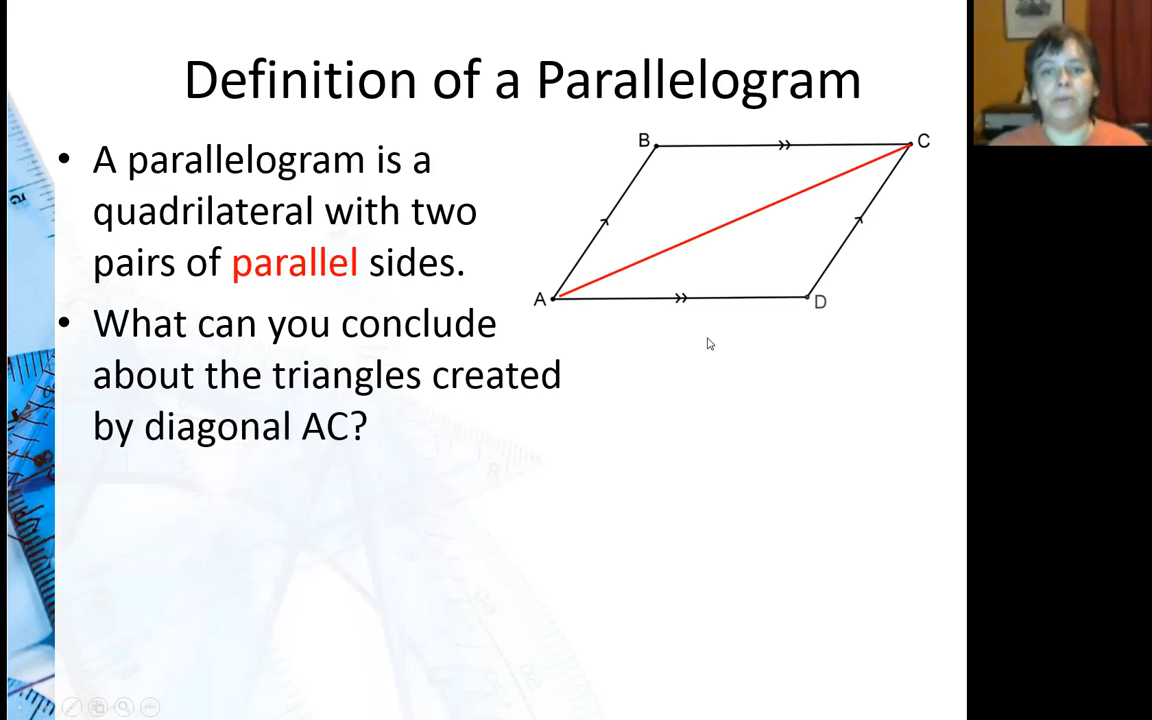 Definition of a Parallelogram
• A parallelogram is a
quadrilateral with two
pairs of parallel sides.
• What can you conclude
about the triangles created
by diagonal AC?
B
C
A
D